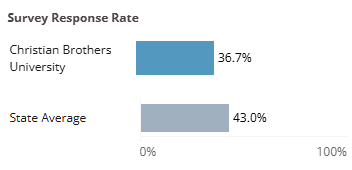 Survey Response Rate
Christian Brothers
University
36.7%
State Average
43.0%
0%
100%